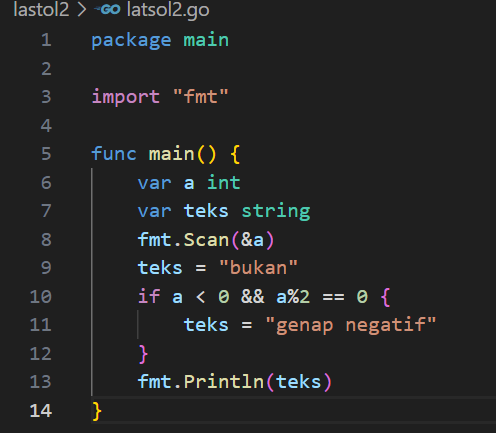 lastol2 > GO latsol2.go
1 package main
2
3 import "fmt"
4
5 func main() {
6     var a int
7     var teks string
8     fmt.Scan(&a)
9     teks = "bukan"
10     if a < 0 && a%2 == 0 {
11         teks = "genap negatif"
12     }
13     fmt.Println(teks)
14 }